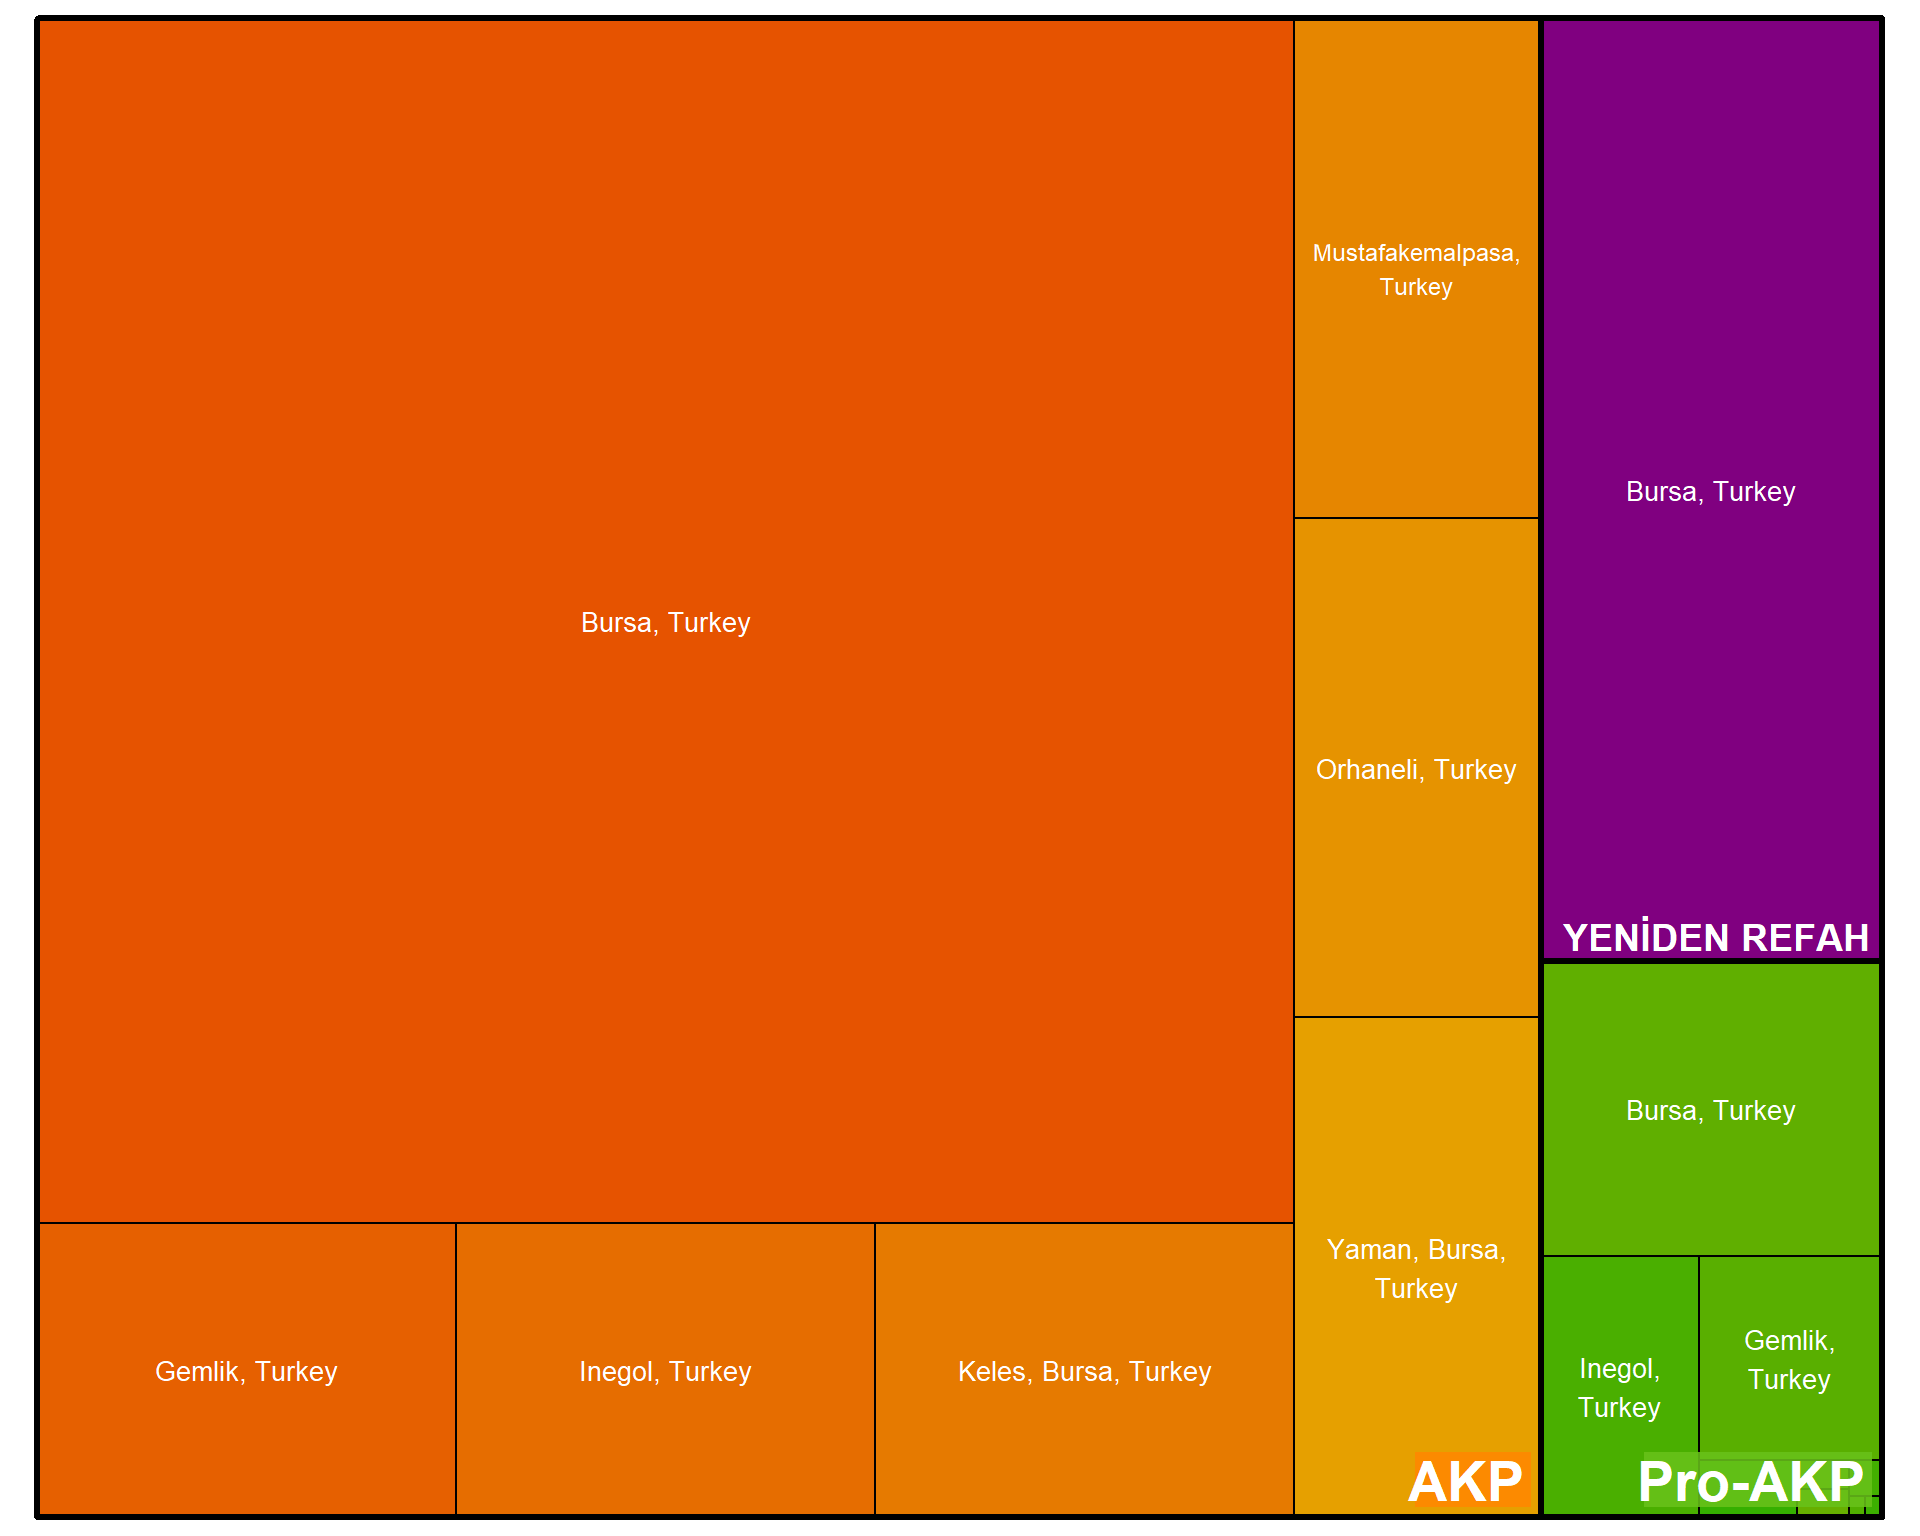 Bursa, Turkey
Gemlik, Turkey
Inegol, Turkey
Keles, Bursa, Turkey
Mustafakemalpasa,
Turkey
Orhaneli, Turkey
Yaman, Bursa,
Turkey
AKP
Bursa, Turkey
YENİDEN REFAH
Bursa, Turkey
Inegol,
Turkey
Gemlik,
Turkey
Pro-AKP